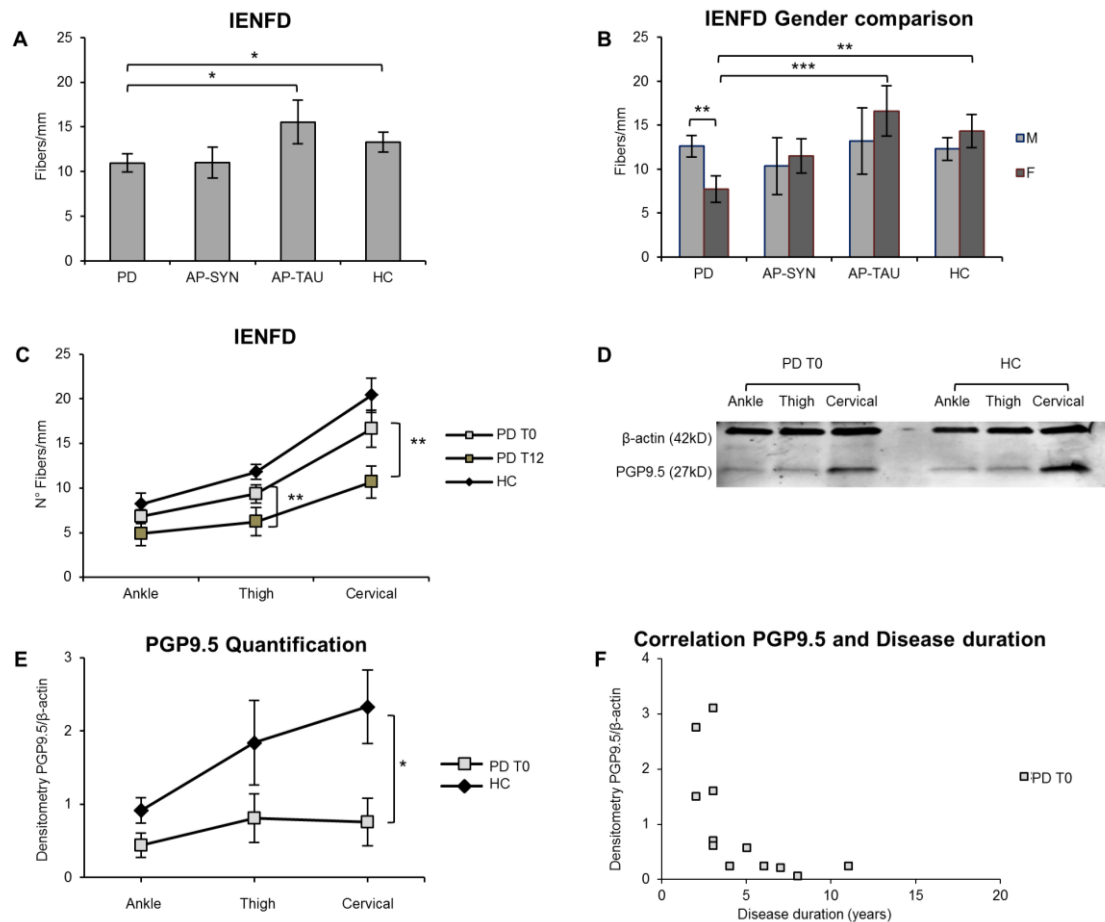 A
IENFD
Fibers/mm
25
20
15
10
5
0
*
*
PD AP-SYN AP-TAU HC
B
IENFD Gender comparison
Fibers/mm
25
20
15
10
5
0
**
***
**
PD AP-SYN AP-TAU HC
M
F
C
IENFD
N° Fibers/mm
25
20
15
10
5
0
**
**
Ankle Thigh Cervical
PD T0
PD T12
HC
D
PD T0 HC
Ankle Thigh Cervical Ankle Thigh Cervical
β-actin (42kD)
PGP9.5 (27kD)
E
PGP9.5 Quantification
Densitometry PGP9.5/β-actin
3
2
1
0
*
Ankle Thigh Cervical
PD T0
HC
F
Correlation PGP9.5 and Disease duration
Densitometry PGP9.5/β-actin
4
3
2
1
0
0 5 10 15 20
Disease duration (years)
PD T0